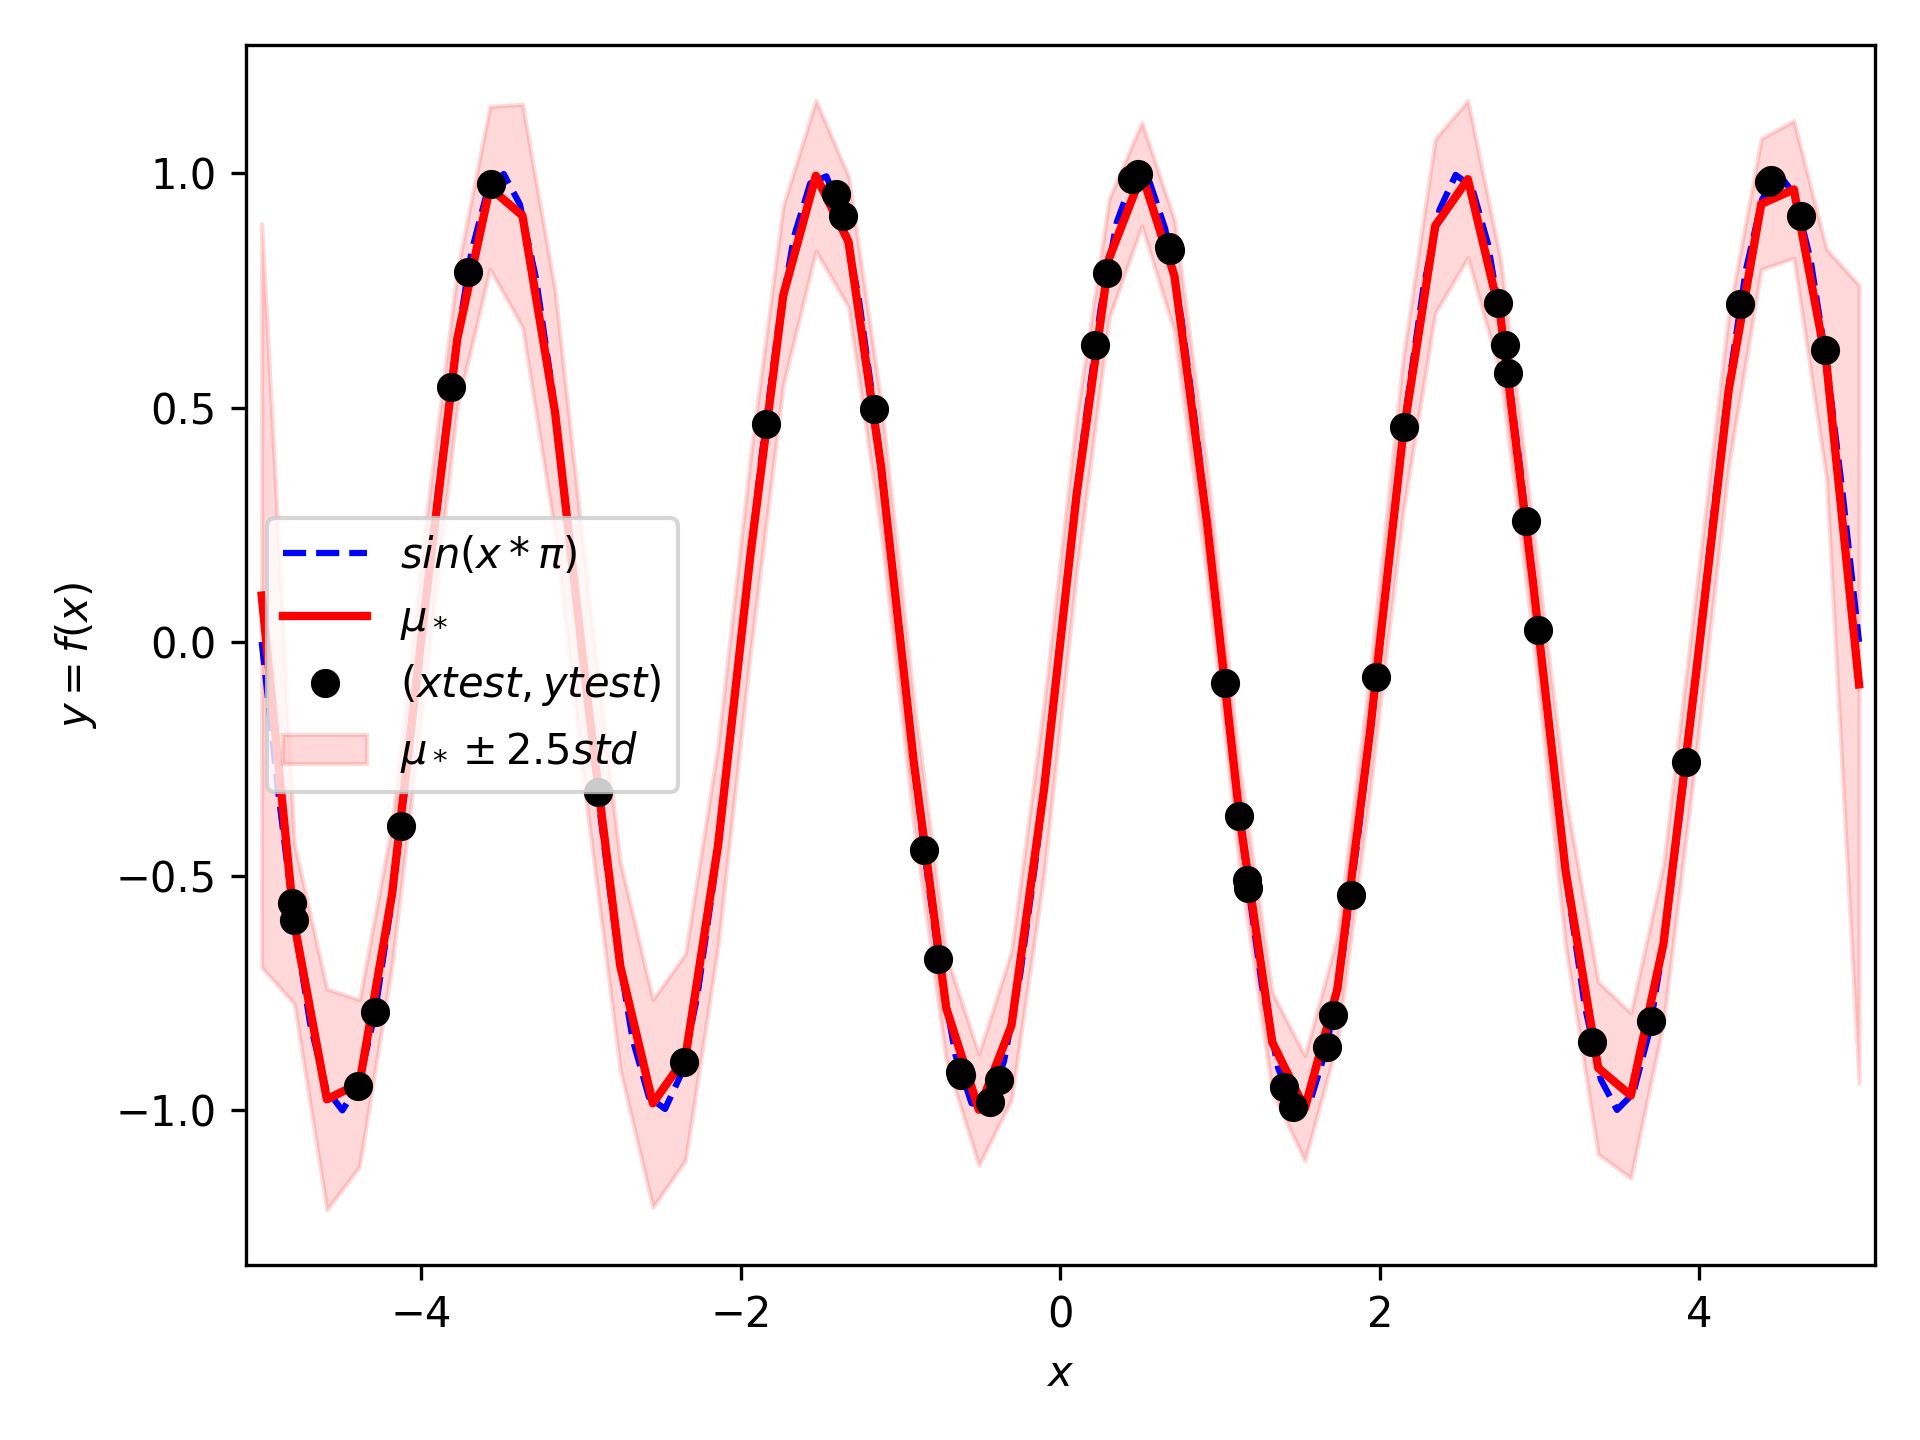 1.0
0.5
0.0
−0.5
−1.0
y = f(x)
sin(x * π)
μ*
(xtest, ytest)
μ* ± 2.5std
−4 −2 0 2 4
x